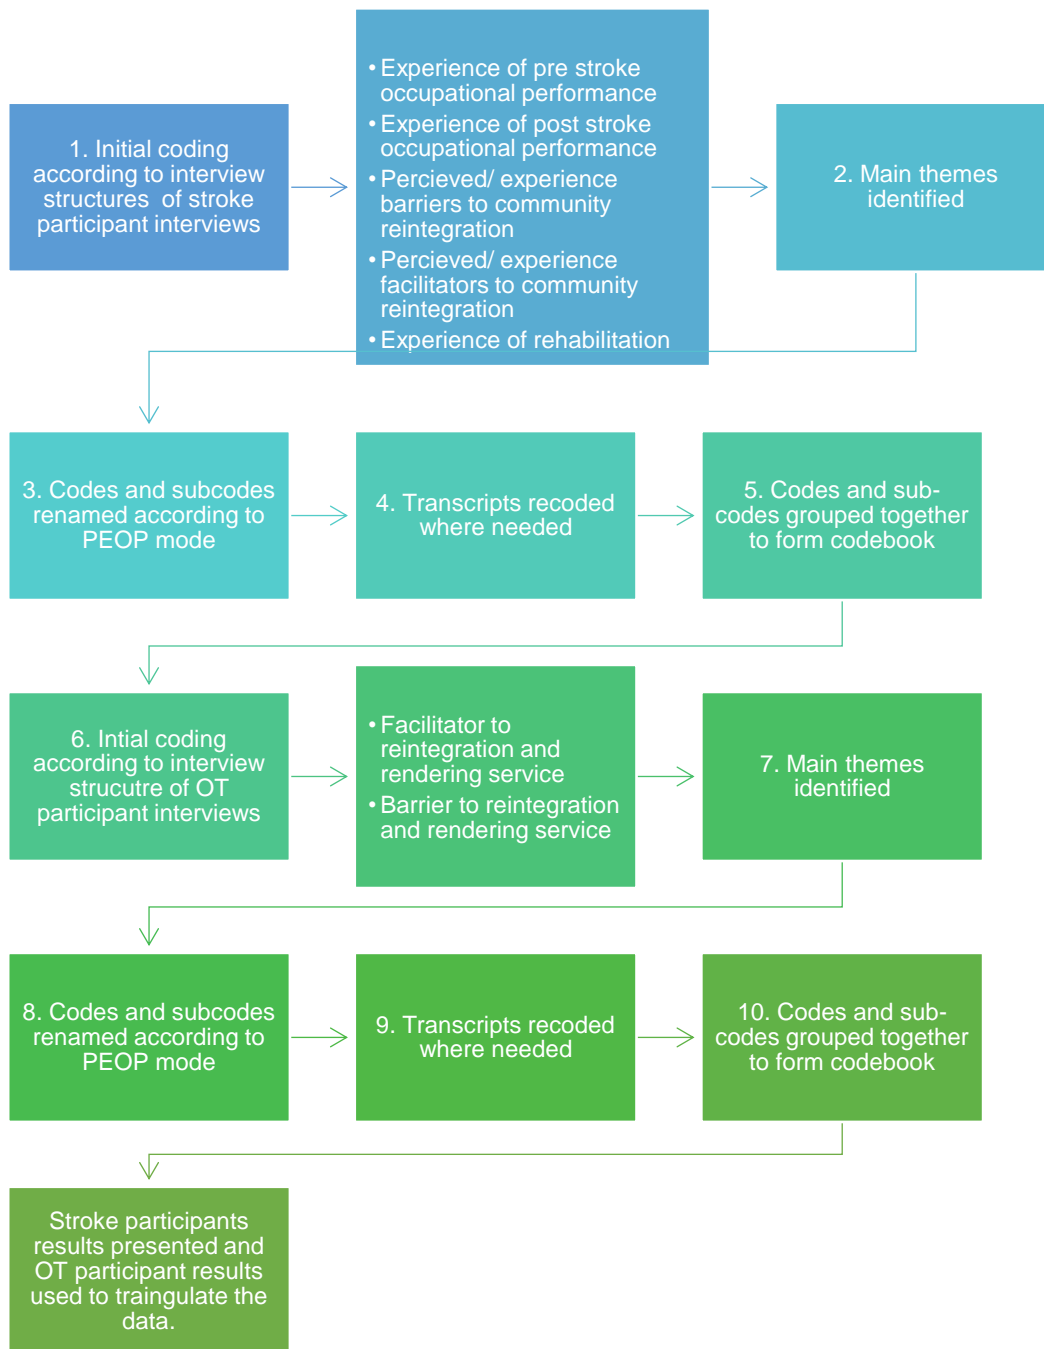 1. Initial coding
according to interview
structures of stroke
participant interviews
• Experience of pre stroke
occupational performance
• Experience of post stroke
occupational performance
• Percieved/ experience
barriers to community
reintegration
• Percieved/ experience
facilitators to community
reintegration
• Experience of rehabilitation
2. Main themes
identified
3. Codes and subcodes
renamed according to
PEOP mode
4. Transcripts recoded
where needed
5. Codes and sub-
codes grouped together
to form codebook
6. Intial coding
according to interview
strucutre of OT
participant interviews
• Facilitator to
reintegration and
rendering service
• Barrier to reintegration
and rendering service
7. Main themes
identified
8. Codes and subcodes
renamed according to
PEOP mode
9. Transcripts recoded
where needed
10. Codes and sub-
codes grouped together
to form codebook
Stroke participants
results presented and
OT participant results
used to traingulate the
data.